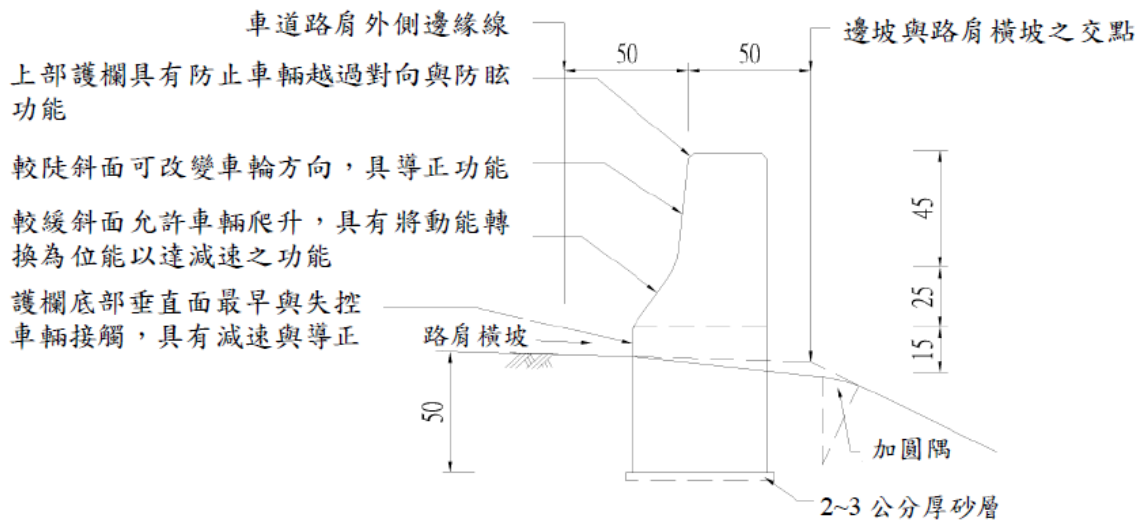 車道路肩外側邊緣線
50
50
邊坡與路肩橫坡之交點
上部護欄具有防止車輛越過對向與防眩
功能
較陡斜面可改變車輪方向，具導正功能
較緩斜面允許車輛爬升，具有將動能轉
換為位能以達減速之功能
護欄底部垂直面最早與失控
車輛接觸，具有減速與導正
路肩橫坡
45
25
15
50
加圓隅
2~3 公分厚砂層